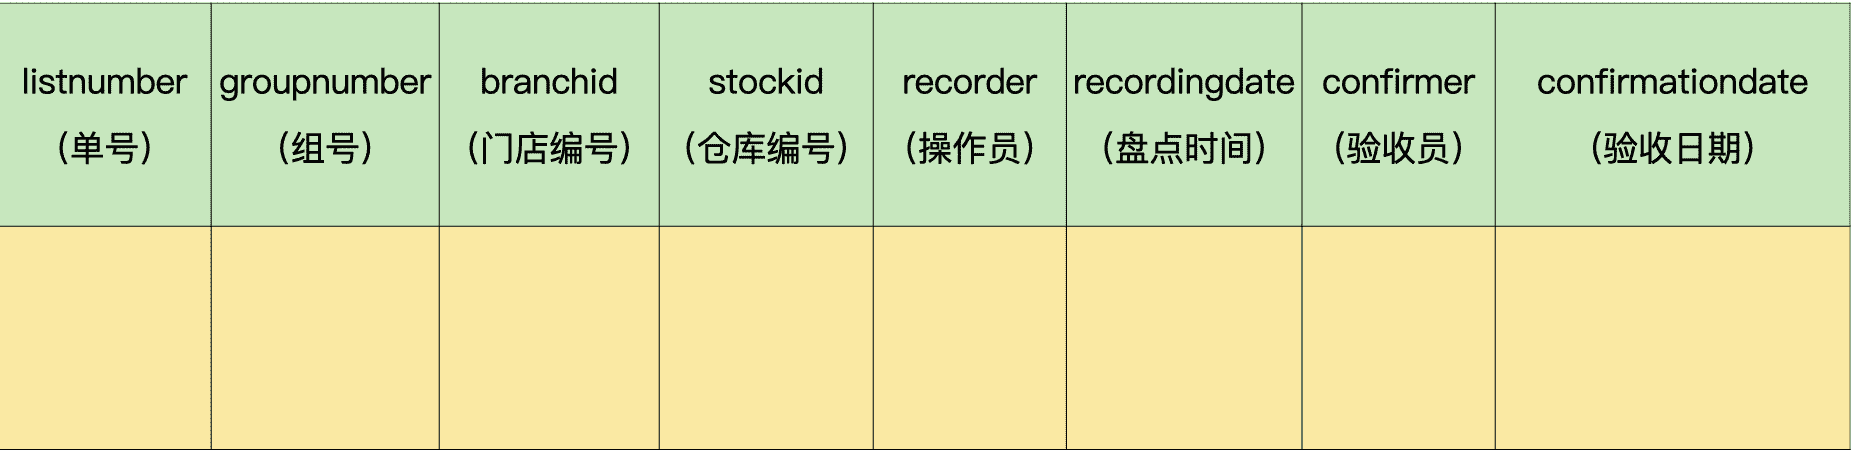 listnumber
（单号）
groupnumber
（组号）
branchid
（门店编号）
stockid
（仓库编号）
recorder
（操作员）
recordingdate
（盘点时间）
confirmer
（验收员）
confirmationdate
（验收日期）